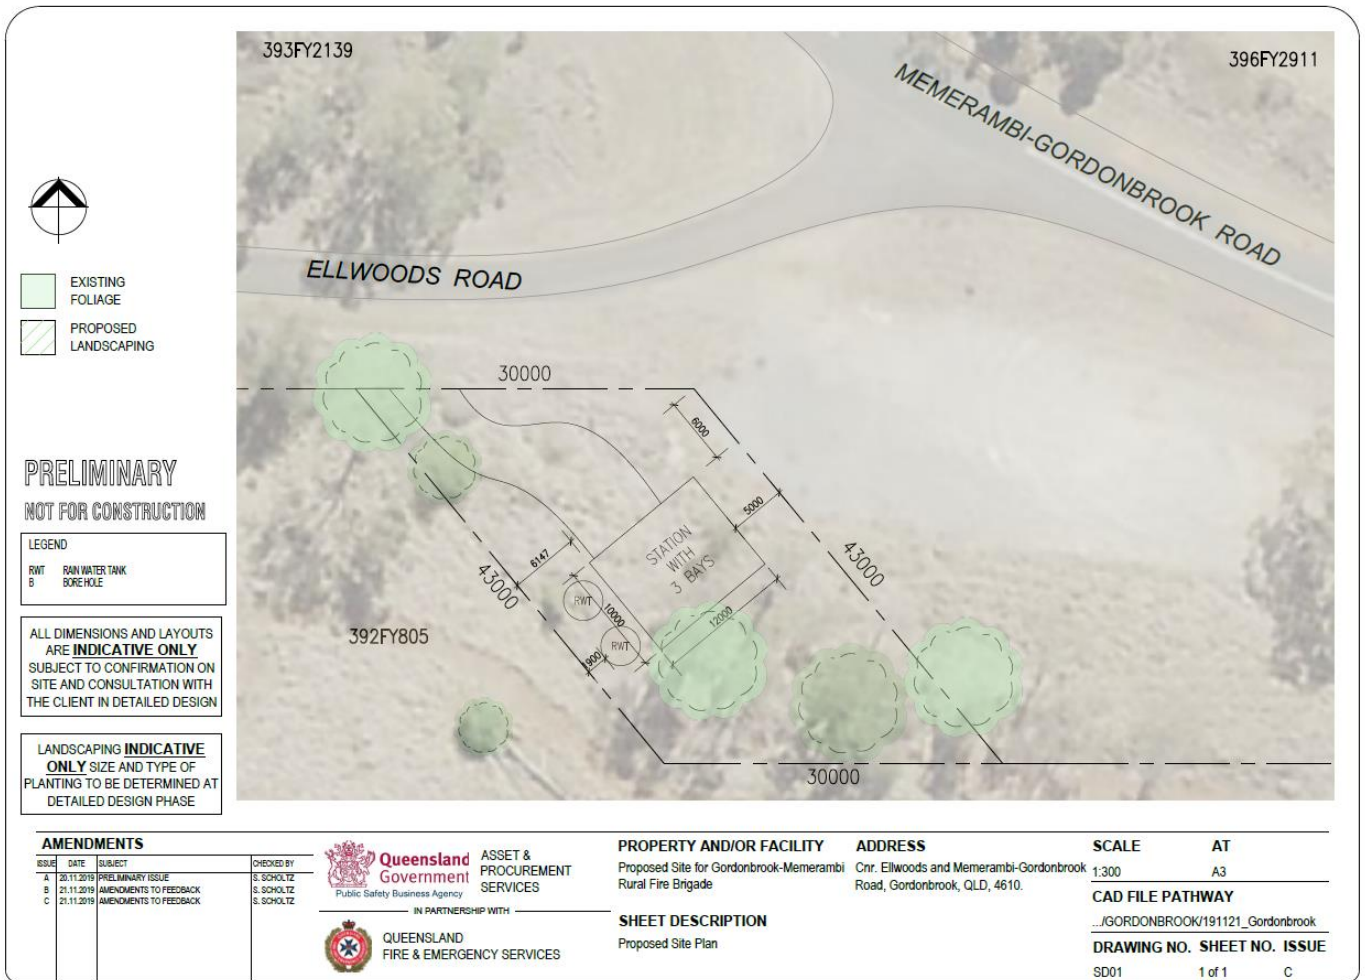 393FY2139
396FY2911
MEMERAMBI-GORDONBROOK ROAD
ELLWOODS ROAD
EXISTING
FOLIAGE
PROPOSED
LANDSCAPING
30000
6000
5000
STATION
WITH
3 BAYS
43000
6147
43000
RWT
10000
12000
RWT
1900
392FY805
30000
PRELIMINARY
NOT FOR CONSTRUCTION
LEGEND
RWT RAIN WATER TANK
B BORE HOLE
ALL DIMENSIONS AND LAYOUTS
ARE INDICATIVE ONLY
SUBJECT TO CONFIRMATION ON
SITE AND CONSULTATION WITH
THE CLIENT IN DETAILED DESIGN
LANDSCAPING INDICATIVE
ONLY SIZE AND TYPE OF
PLANTING TO BE DETERMINED AT
DETAILED DESIGN PHASE
AMENDMENTS
ISSUE DATE SUBJECT CHECKED BY
A 20.11.2019 PRELIMINARY ISSUE S. SCHOLTZ
B 21.11.2019 AMENDMENTS TO FEEDBACK S. SCHOLTZ
C 21.11.2019 AMENDMENTS TO FEEDBACK S. SCHOLTZ
Queensland
Government
Public Safety Business Agency
ASSET &
PROCUREMENT
SERVICES
IN PARTNERSHIP WITH
QUEENSLAND
FIRE & EMERGENCY SERVICES
PROPERTY AND/OR FACILITY
Proposed Site for Gordonbrook-Memerambi
Rural Fire Brigade
SHEET DESCRIPTION
Proposed Site Plan
ADDRESS
Cnr. Ellwoods and Memerambi-Gordonbrook
Road, Gordonbrook, QLD, 4610.
SCALE AT
1:300 A3
CAD FILE PATHWAY
.../GORDONBROOK/191121_Gordonbrook
DRAWING NO. SHEET NO. ISSUE
SD01 1 of 1 C